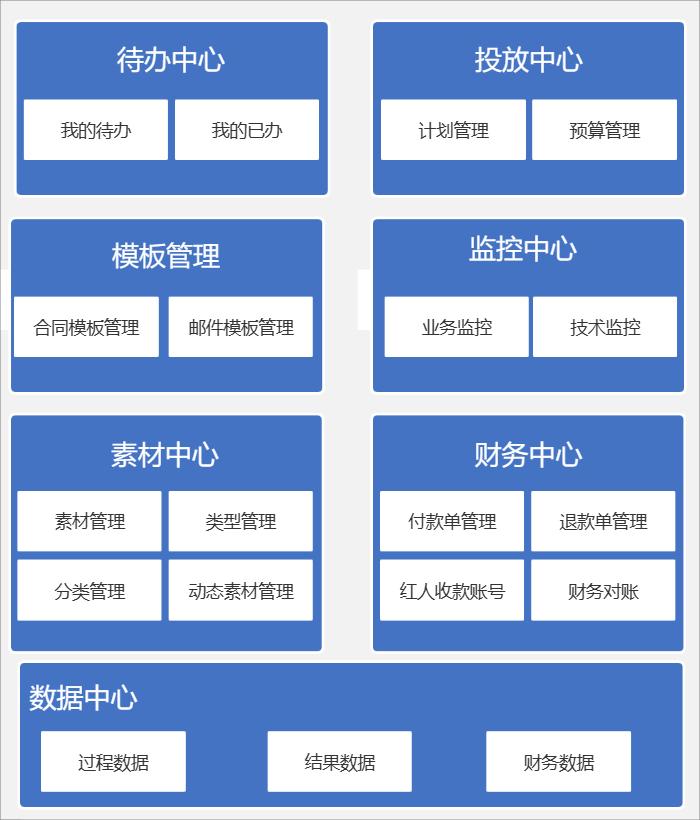 待办中心
我的待办
我的已办
投放中心
计划管理
预算管理
模板管理
合同模板管理
邮件模板管理
监控中心
业务监控
技术监控
素材中心
素材管理
类型管理
分类管理
动态素材管理
财务中心
付款单管理
退款单管理
红人收款账号
财务对账
数据中心
过程数据
结果数据
财务数据